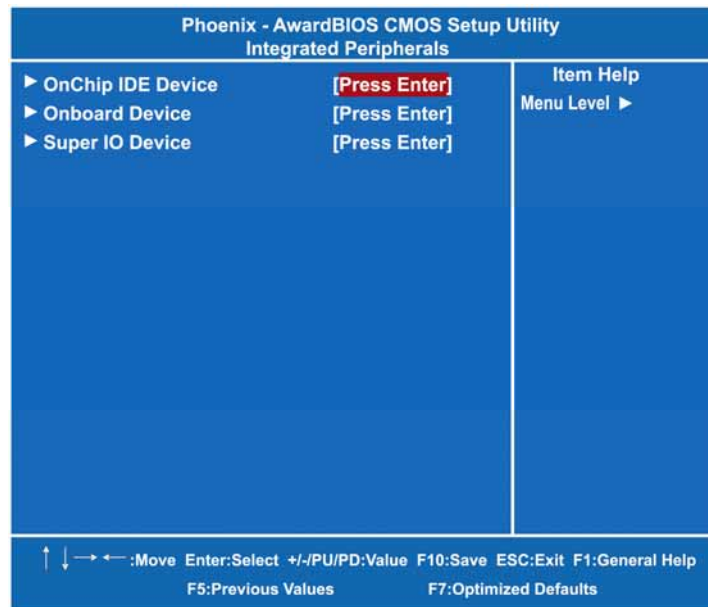 Phoenix - AwardBIOS CMOS Setup Utility
Integrated Peripherals
▶ OnChip IDE Device [Press Enter]
▶ Onboard Device [Press Enter]
▶ Super IO Device [Press Enter]
Item Help
Menu Level ▶
↑ ↓ → ← :Move Enter:Select +/-/PU/PD:Value F10:Save ESC:Exit F1:General Help
F5:Previous Values F7:Optimized Defaults